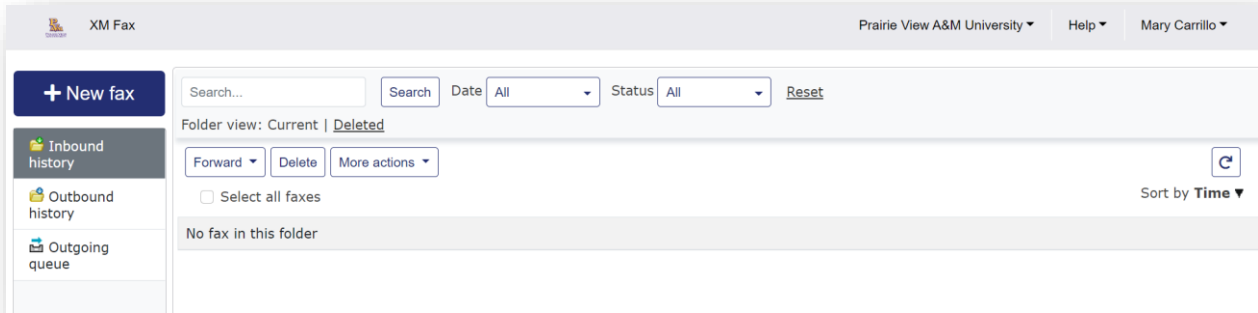 XM Fax
Prairie View A&M University
Help
Mary Carrillo
+ New fax
Inbound
history
Outbound
history
Outgoing
queue
Search...
Search
Date
All
Status
All
Reset
Folder view: Current | Deleted
Forward
Delete
More actions
Select all faxes
Sort by Time
No fax in this folder